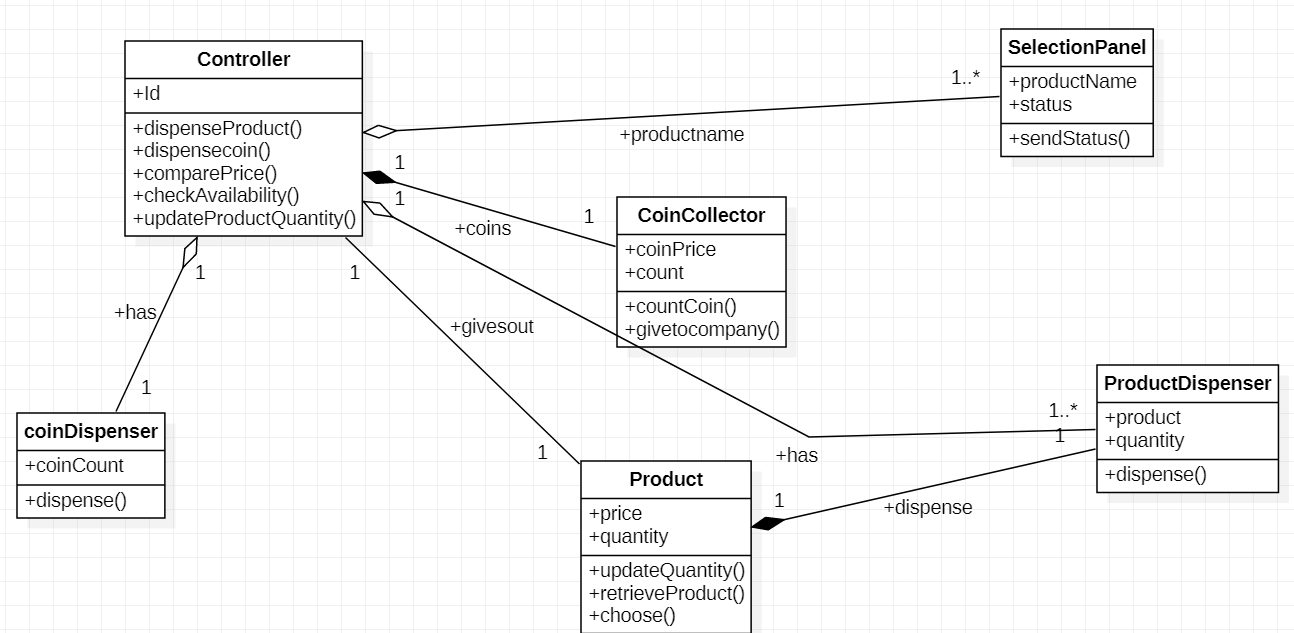 Controller
+Id
+dispenseProduct()
+dispensecoin()
+comparePrice()
+checkAvailability()
+updateProductQuantity()
SelectionPanel
+productName
+status
+sendStatus()
1..*
+productname
1
1
+coins
1
CoinCollector
+coinPrice
+count
+countCoin()
+givetocompany()
1
+has
1
1
+givesout
1
coinDispenser
+coinCount
+dispense()
ProductDispenser
+product
+quantity
+dispense()
1..*
1
+has
Product
+price
+quantity
+updateQuantity()
+retrieveProduct()
+choose()
1
+dispense